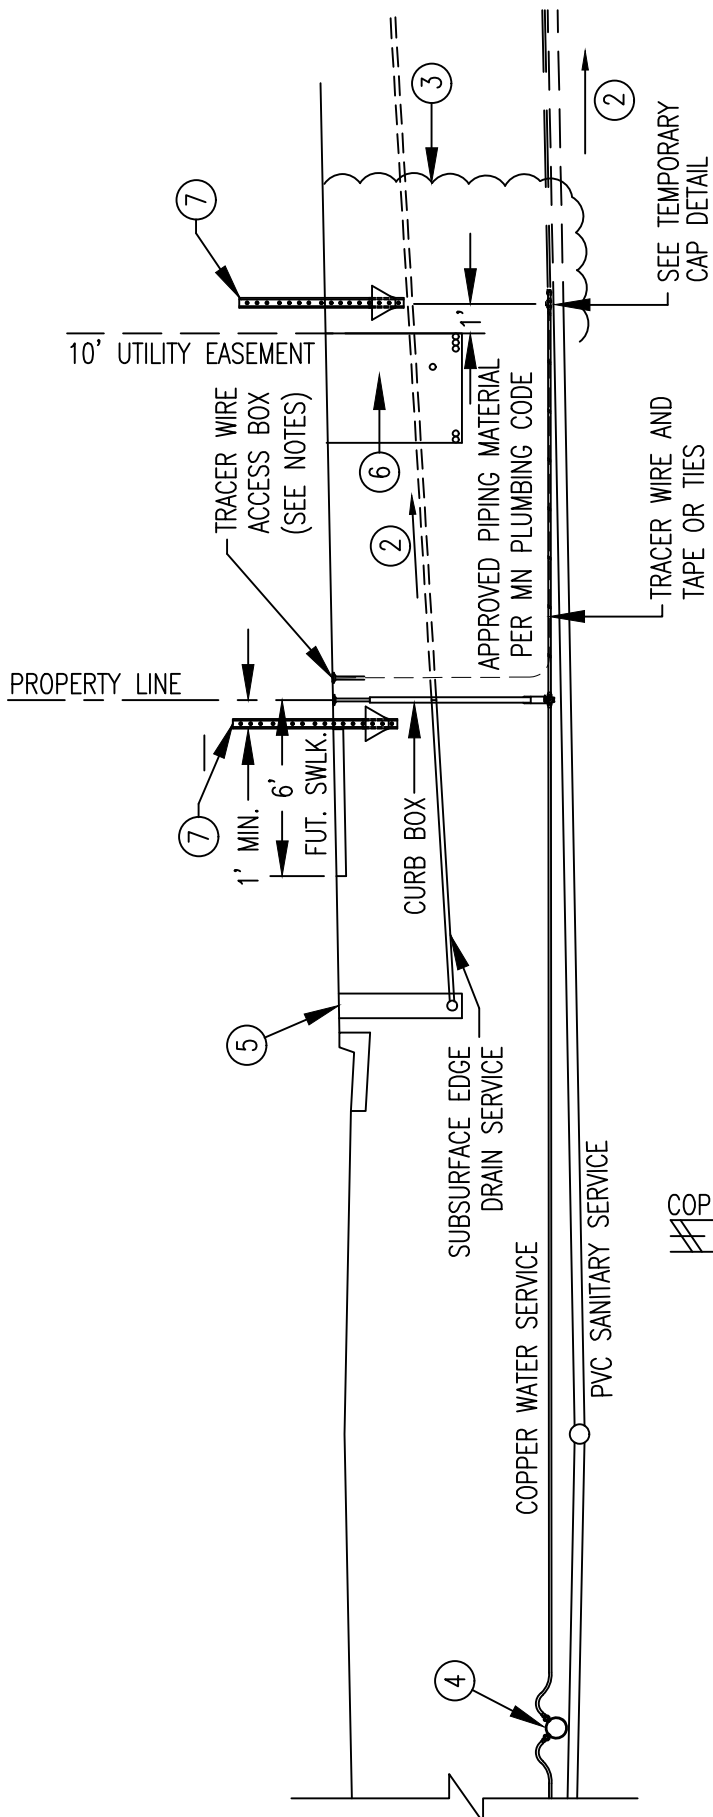 PROPERTY LINE
10' UTILITY EASEMENT
7
7
1' MIN.
6'
FUT. SWLK.
TRACER WIRE
ACCESS BOX
(SEE NOTES)
5
6
2
3
1'
CURB BOX
APPROVED PIPING MATERIAL
PER MN PLUMBING CODE
SUBSURFACE EDGE
DRAIN SERVICE
4
COPPER WATER SERVICE
PVC SANITARY SERVICE
TRACER WIRE AND
TAPE OR TIES
SEE TEMPORARY
CAP DETAIL
2
COP